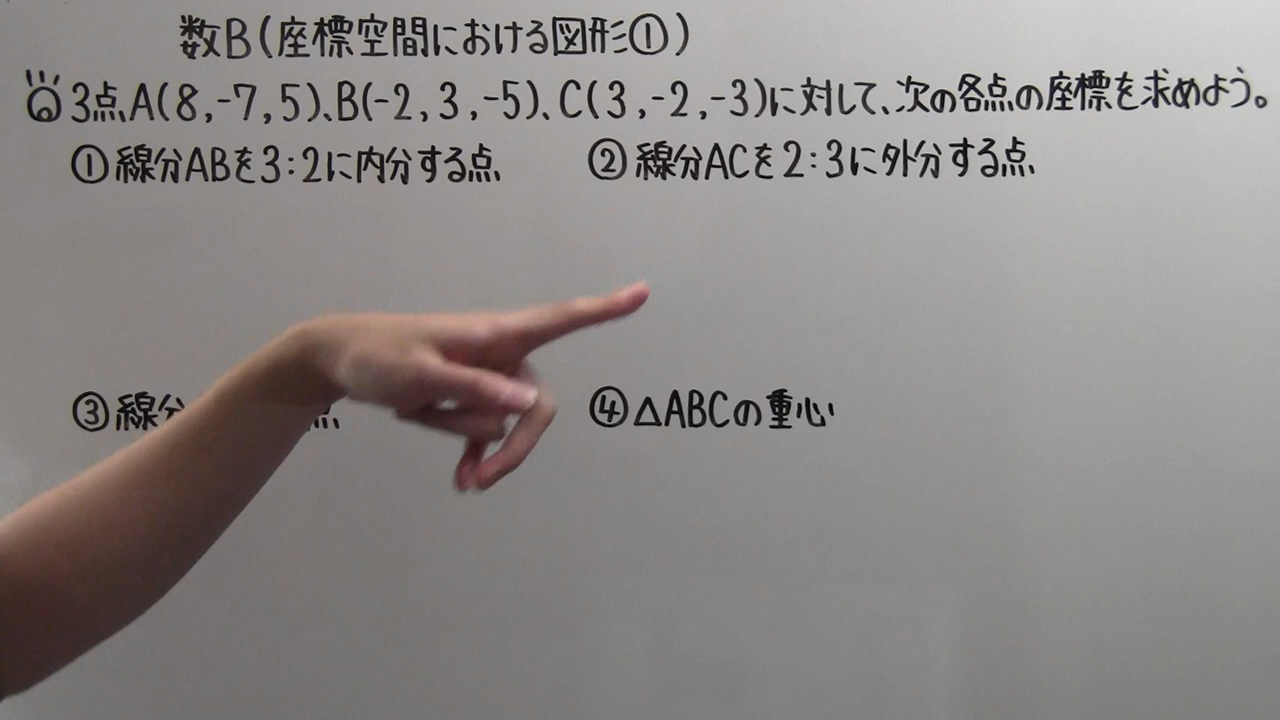 数B(座標空間における図形①)
3点A(8,-7,5)、B(-2,3,-5)、C(3,-2,-3)に対して、次の各点の座標を求めよう。
①線分ABを3:2に内分する点
②線分ACを2:3に外分する点
③線分 点
④△ABCの重心